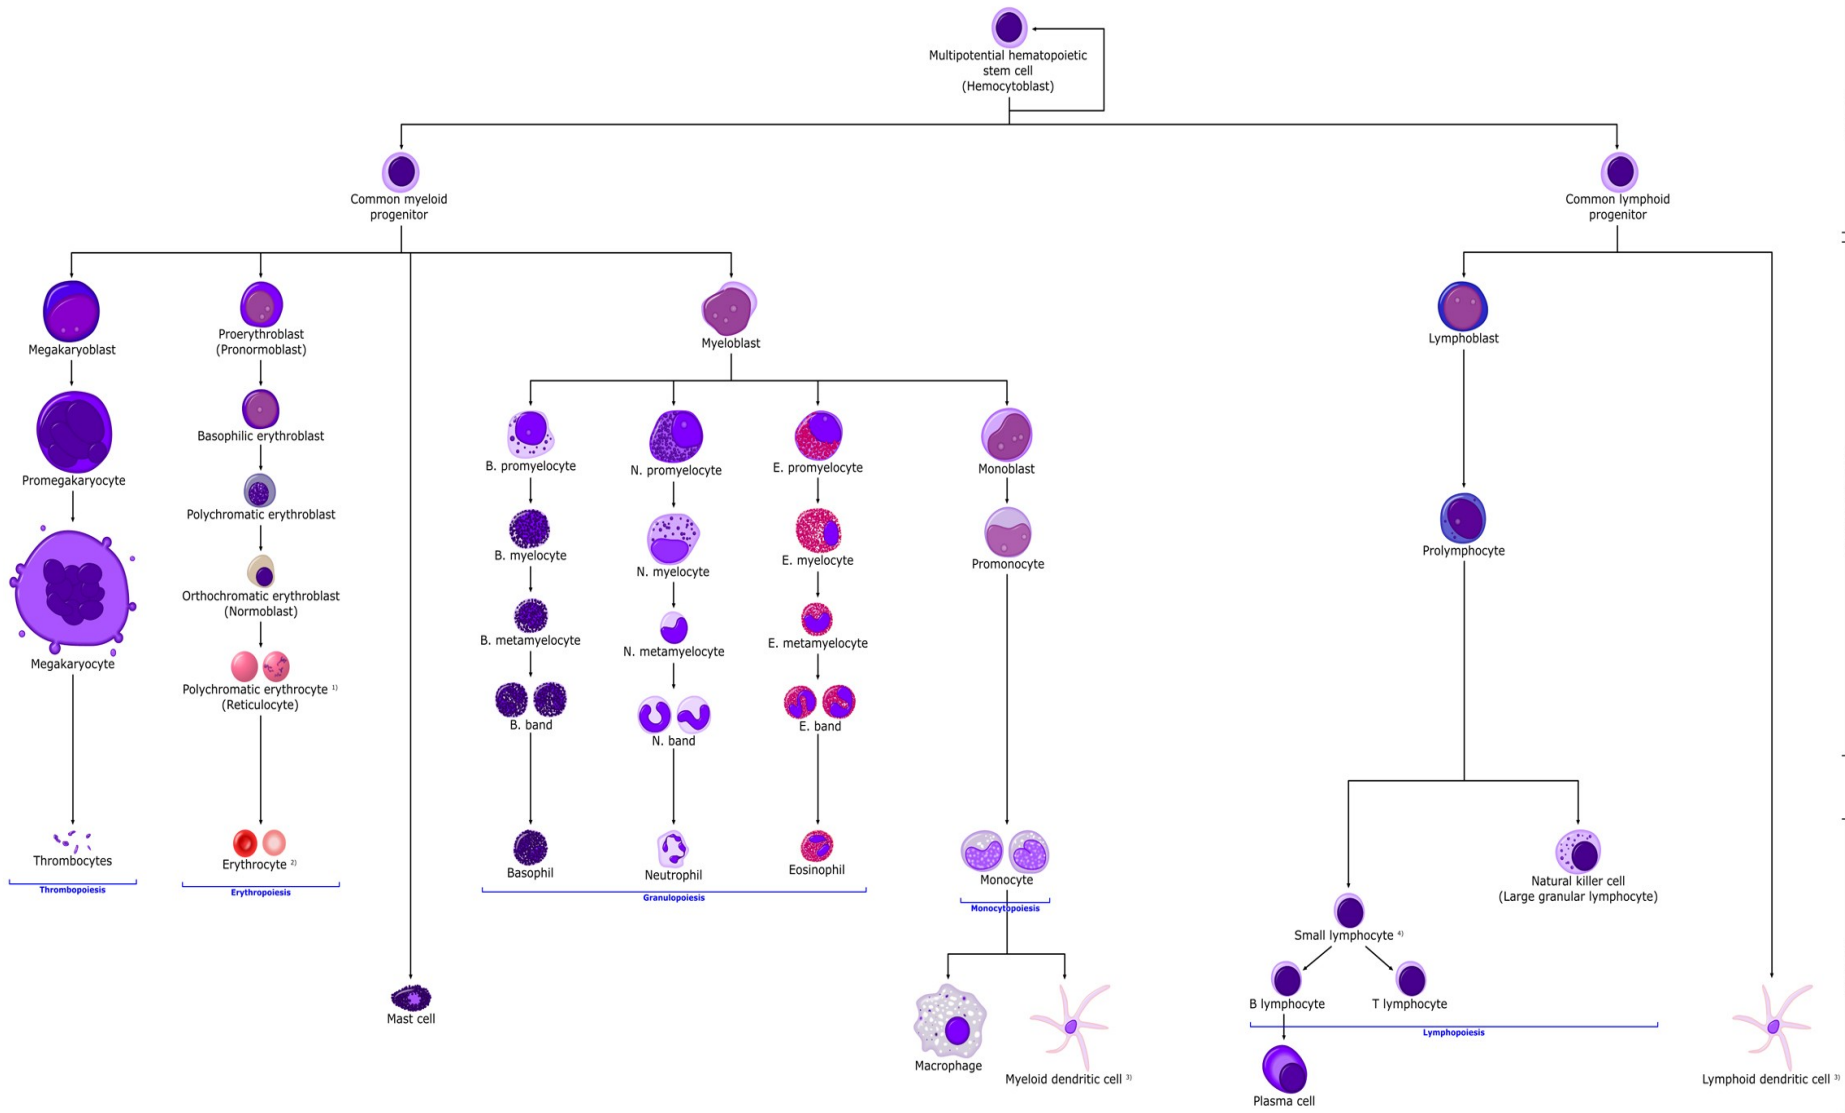 Multipotential hematopoietic
stem cell
(Hemocytoblast)
Common myeloid
progenitor
Common lymphoid
progenitor
Megakaryoblast
Proerythroblast
(Pronormoblast)
Myeloblast
Lymphoblast
Basophilic erythroblast
Promegakaryocyte
B. promyelocyte
N. promyelocyte
E. promyelocyte
Monoblast
Polychromatic erythroblast
B. myelocyte
N. myelocyte
E. myelocyte
Promonocyte
Prolymphocyte
Orthochromatic erythroblast
(Normoblast)
B. metamyelocyte
N. metamyelocyte
E. metamyelocyte
Megakaryocyte
Polychromatic erythrocyte 1)
(Reticulocyte)
B. band
N. band
E. band
Thrombocytes
Erythrocyte 2)
Basophil
Neutrophil
Eosinophil
Monocyte
Natural killer cell
(Large granular lymphocyte)
Thrombopoiesis
Erythropoiesis
Granulopoiesis
Monocytopoiesis
Small lymphocyte 4)
B lymphocyte
T lymphocyte
Mast cell
Lymphopoiesis
Macrophage
Myeloid dendritic cell 3)
Lymphoid dendritic cell 3)
Plasma cell